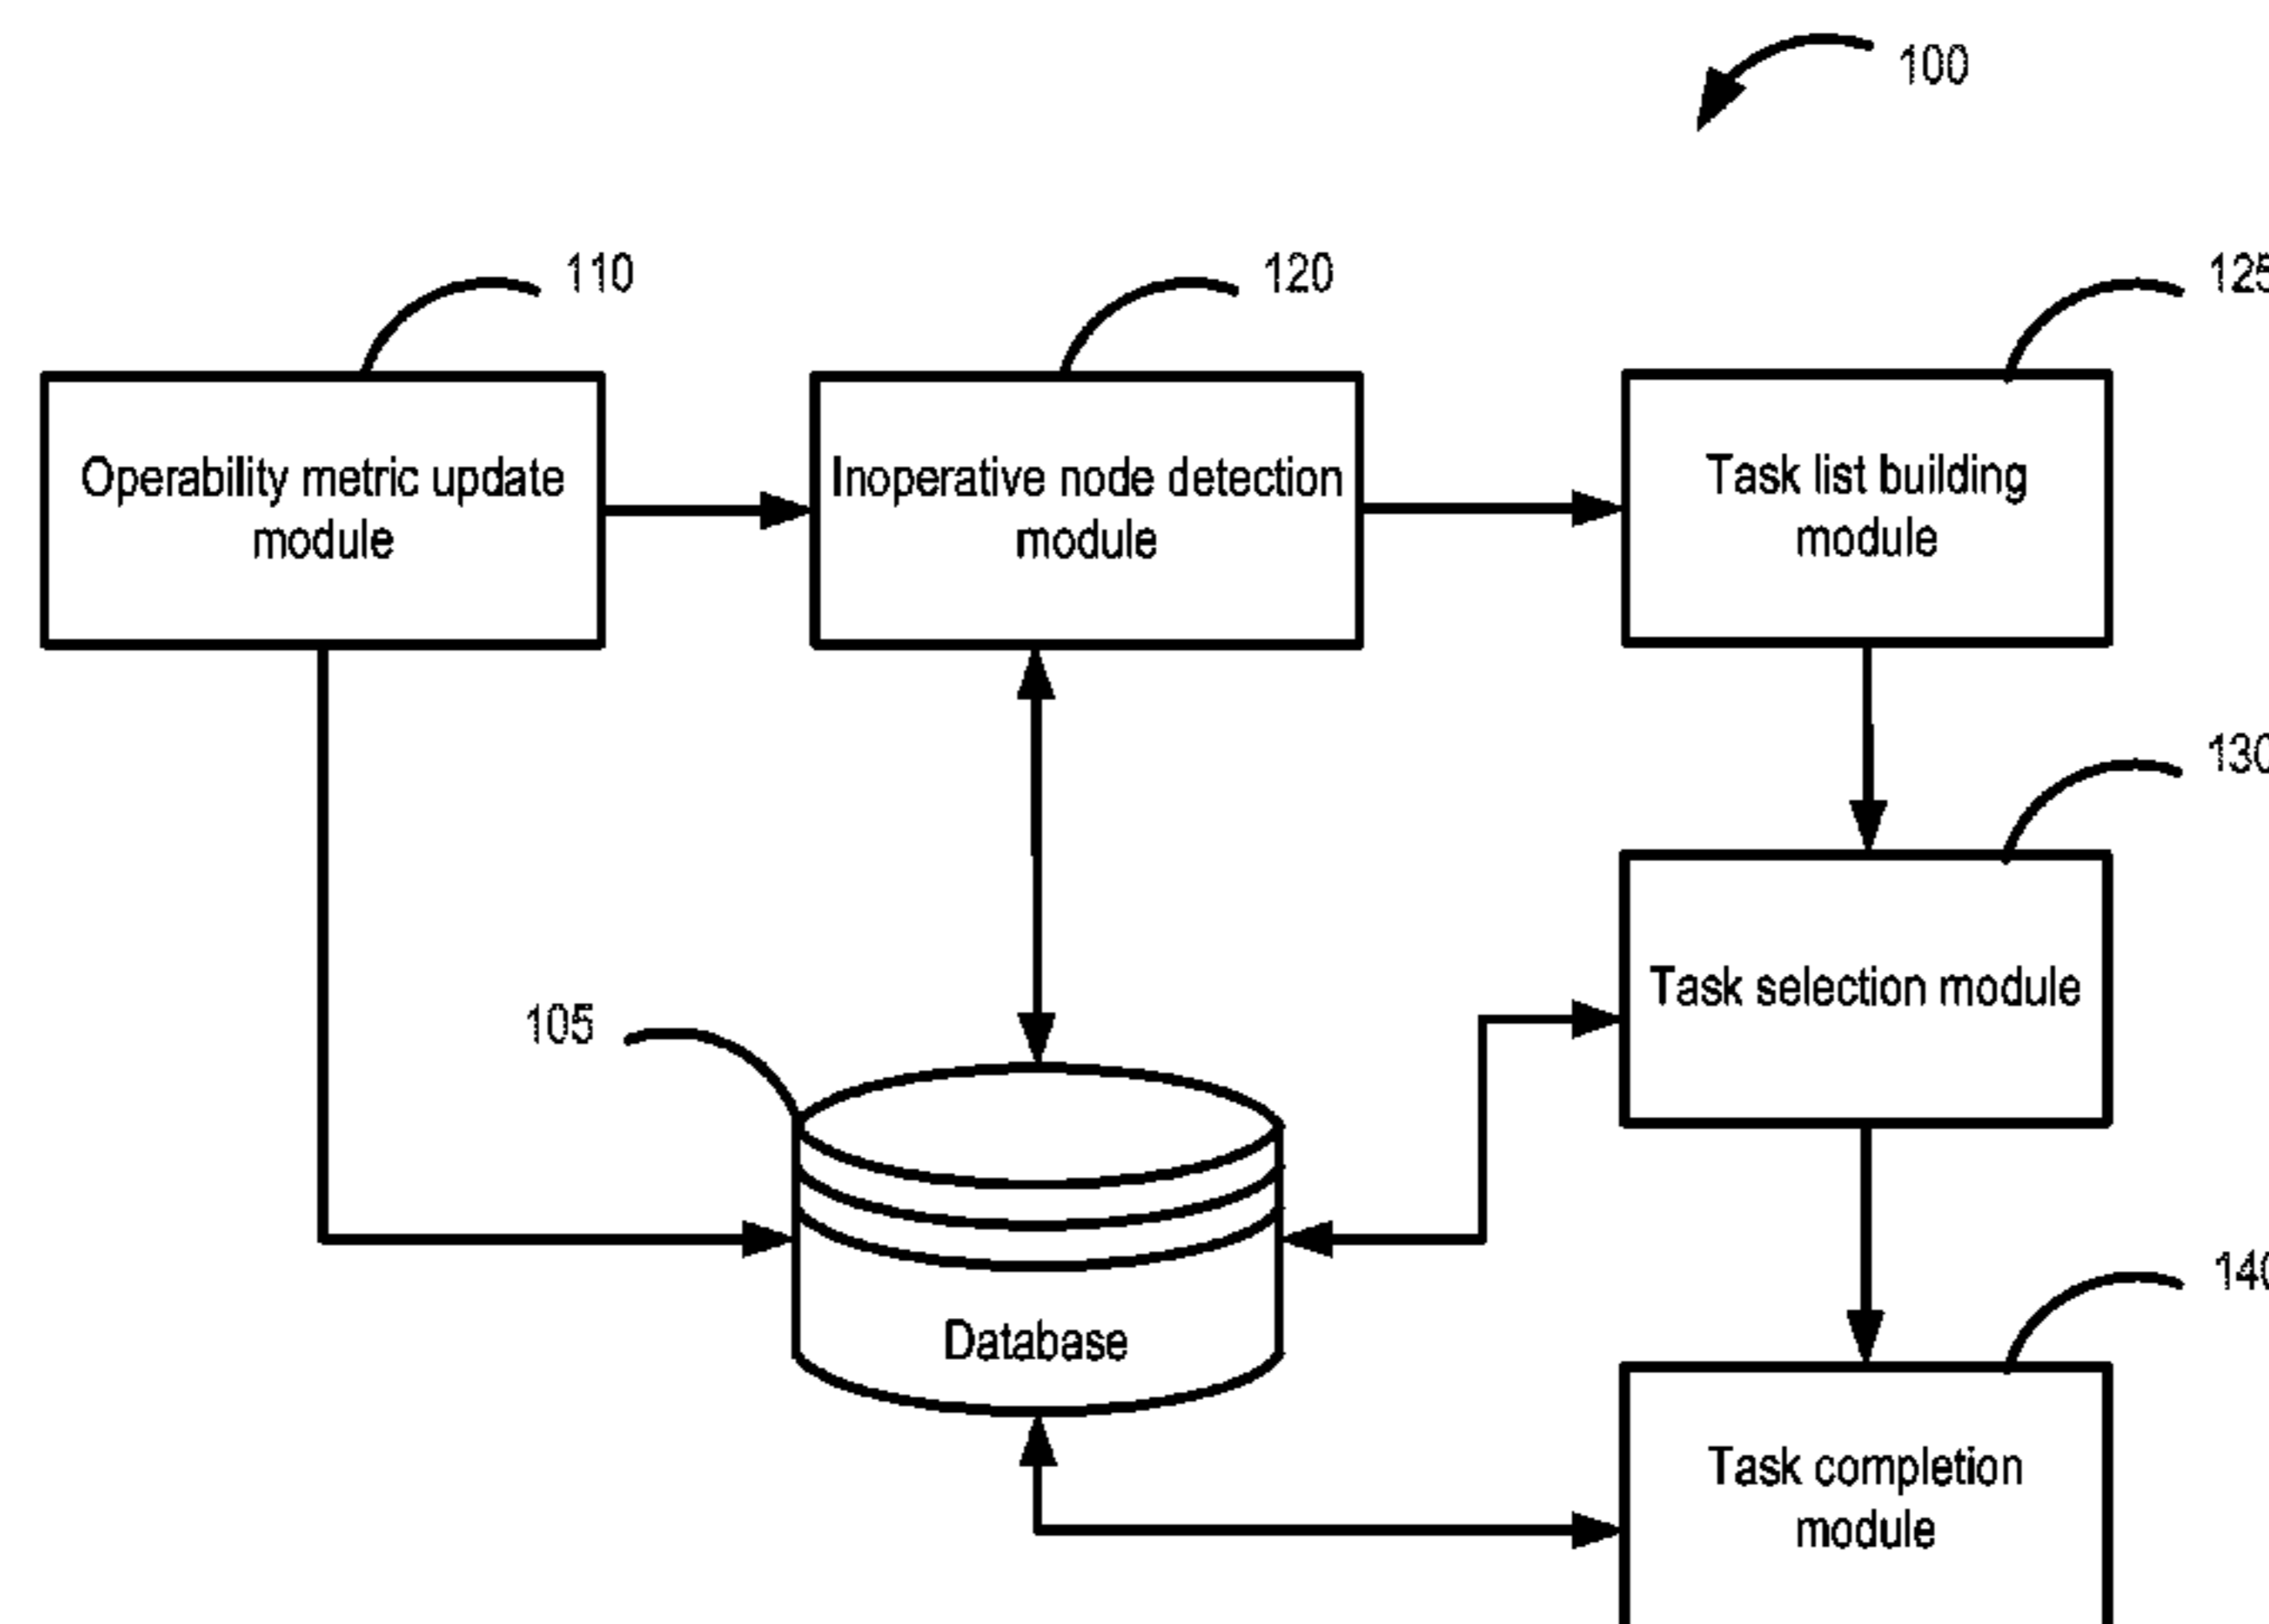 100
110
120
125
Operability metric update
module
Inoperative node detection
module
Task list building
module
130
Task selection module
105
Database
140
Task completion
module